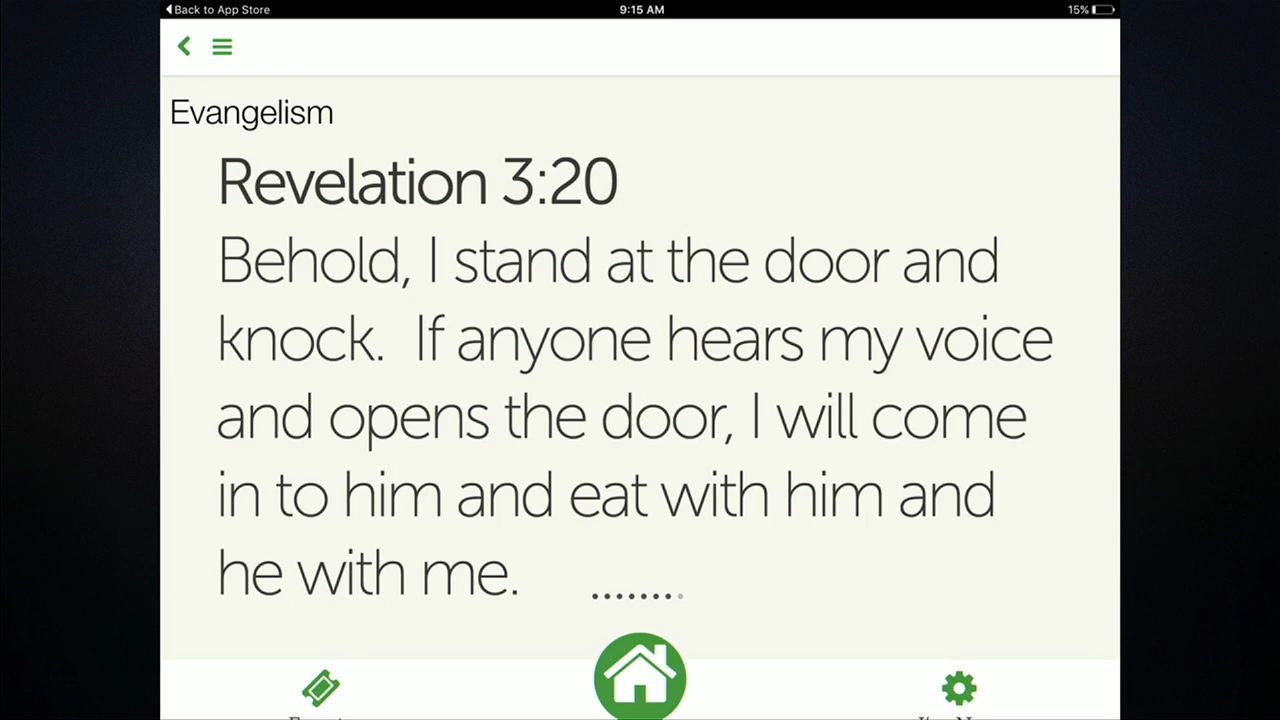 Back to App Store 9:15 AM 15%
Evangelism
Revelation 3:20
Behold, I stand at the door and
knock. If anyone hears my voice
and opens the door, I will come
in to him and eat with him and
he with me.